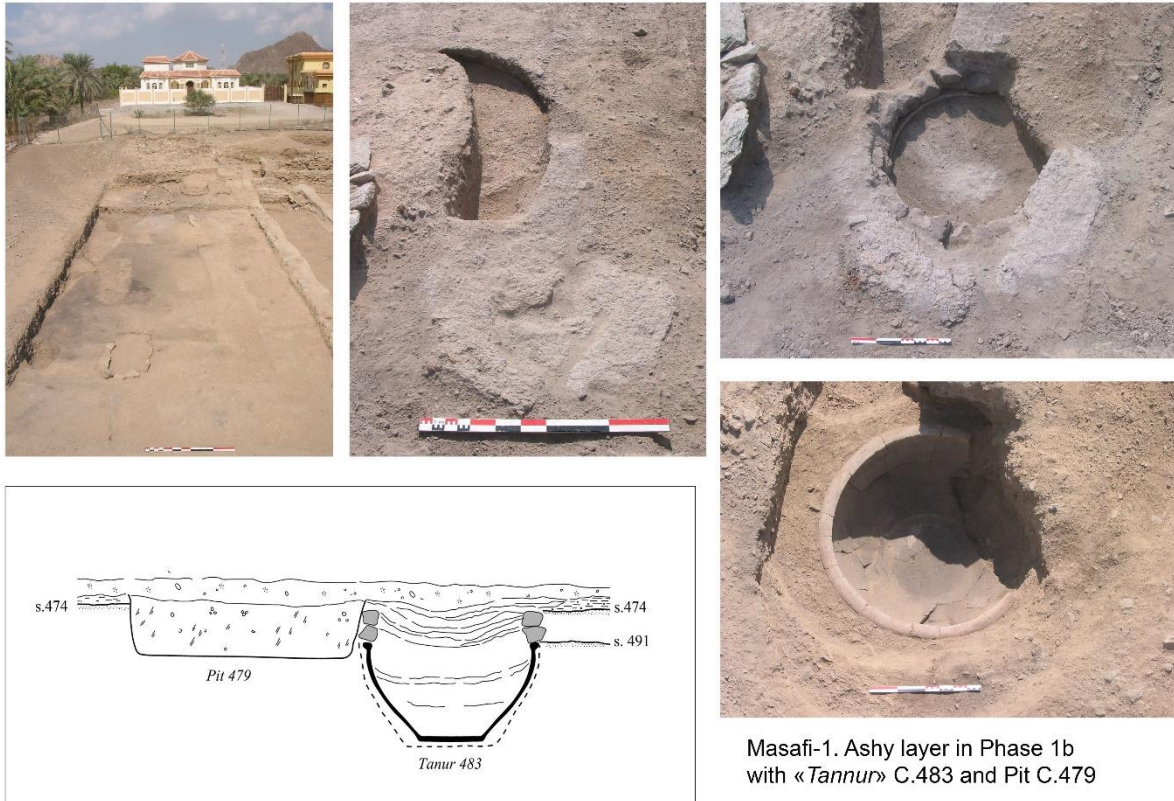 s.474
s.474
s. 491
Pit 479
Tanur 483
Masafi-1. Ashy layer in Phase 1b
with «Tannur» C.483 and Pit C.479